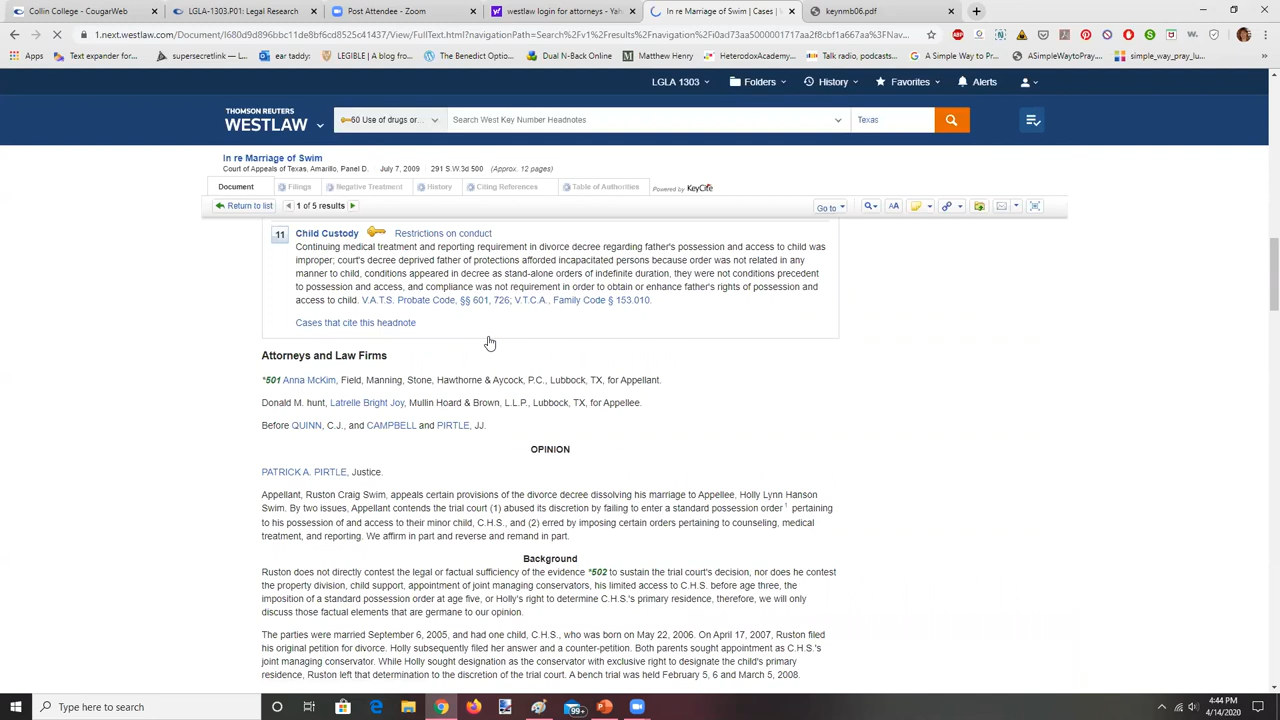 Collin College - CougarWeb
LGLA-1303.WS1
Post Attendee - Zoom
westlaw login for attorneys - Yah
In re Marriage of Swim | Cases | W
keynmb06.pdf
1.next.westlaw.com/Document/I680d9d896bbc11de8bf6cd8525c41437/View/FullText.html?navigationPath=Search%2Fv1%2Fresults%2Fnavigation%2Fi0ad73aa5000001717aa2f8cbf1a667aa%3FNav...
Apps
Text expander for...
supersecretlink - G...
LEGIBLE | A blog fro...
The Benedict Optio...
Dual N-Back Online
Matthew Henry
HeterodoxAcademy...
Talk radio, podcasts...
A Simple Way to Pr...
ASimpleWaytoPray...
simple_way_pray_lu...
LGLA 1303
Folders
History
Favorites
Alerts
THOMSON REUTERS
WESTLAW
60 Use of drugs or...
Search West Key Number Headnotes
Texas
In re Marriage of Swim
Court of Appeals of Texas, Amarillo, Panel D. July 7, 2009 291 S.W.3d 500 (Approx. 12 pages)
Document Filings Negative Treatment History Citing References Table of Authorities Powered by KeyCite
Return to list 1 of 5 results Go to AA
11 Child Custody Restrictions on conduct
Continuing medical treatment and reporting requirement in divorce decree regarding father's possession and access to child was
improper; court's decree deprived father of protections afforded incapacitated persons because order was not related in any
manner to child, conditions appeared in decree as stand-alone orders of indefinite duration, they were not conditions precedent
to possession and access, and compliance was not requirement in order to obtain or enhance father's rights of possession and
access to child. V.A.T.S. Probate Code, §§ 601, 726; V.T.C.A., Family Code § 153.010.
Cases that cite this headnote
Attorneys and Law Firms
*501 Anna McKim, Field, Manning, Stone, Hawthorne & Aycock, P.C., Lubbock, TX, for Appellant.
Donald M. hunt, Latrelle Bright Joy, Mullin Hoard & Brown, L.L.P., Lubbock, TX, for Appellee.
Before QUINN, C.J., and CAMPBELL and PIRTLE, JJ.
OPINION
PATRICK A. PIRTLE, Justice.
Appellant, Ruston Craig Swim, appeals certain provisions of the divorce decree dissolving his marriage to Appellee, Holly Lynn Hanson
Swim. By two issues, Appellant contends the trial court (1) abused its discretion by failing to enter a standard possession order 1 pertaining
to his possession of and access to their minor child, C.H.S., and (2) erred by imposing certain orders pertaining to counseling, medical
treatment, and reporting. We affirm in part and reverse and remand in part.
Background
Ruston does not directly contest the legal or factual sufficiency of the evidence *502 to sustain the trial court's decision, nor does he contest
the property division, child support, appointment of joint managing conservators, his limited access to C.H.S. before age three, the
imposition of a standard possession order at age five, or Holly's right to determine C.H.S.'s primary residence, therefore, we will only
discuss those factual elements that are germane to our opinion.
The parties were married September 6, 2005, and had one child, C.H.S., who was born on May 22, 2006. On April 17, 2007, Ruston filed
his original petition for divorce. Holly subsequently filed her answer and a counter-petition. Both parents sought appointment as C.H.S.'s
joint managing conservator. While Holly sought designation as the conservator with exclusive right to designate the child's primary
residence, Ruston left that determination to the discretion of the trial court. A bench trial was held February 5, 6 and March 5, 2008.
Type here to search
99+
4:44 PM
4/14/2020